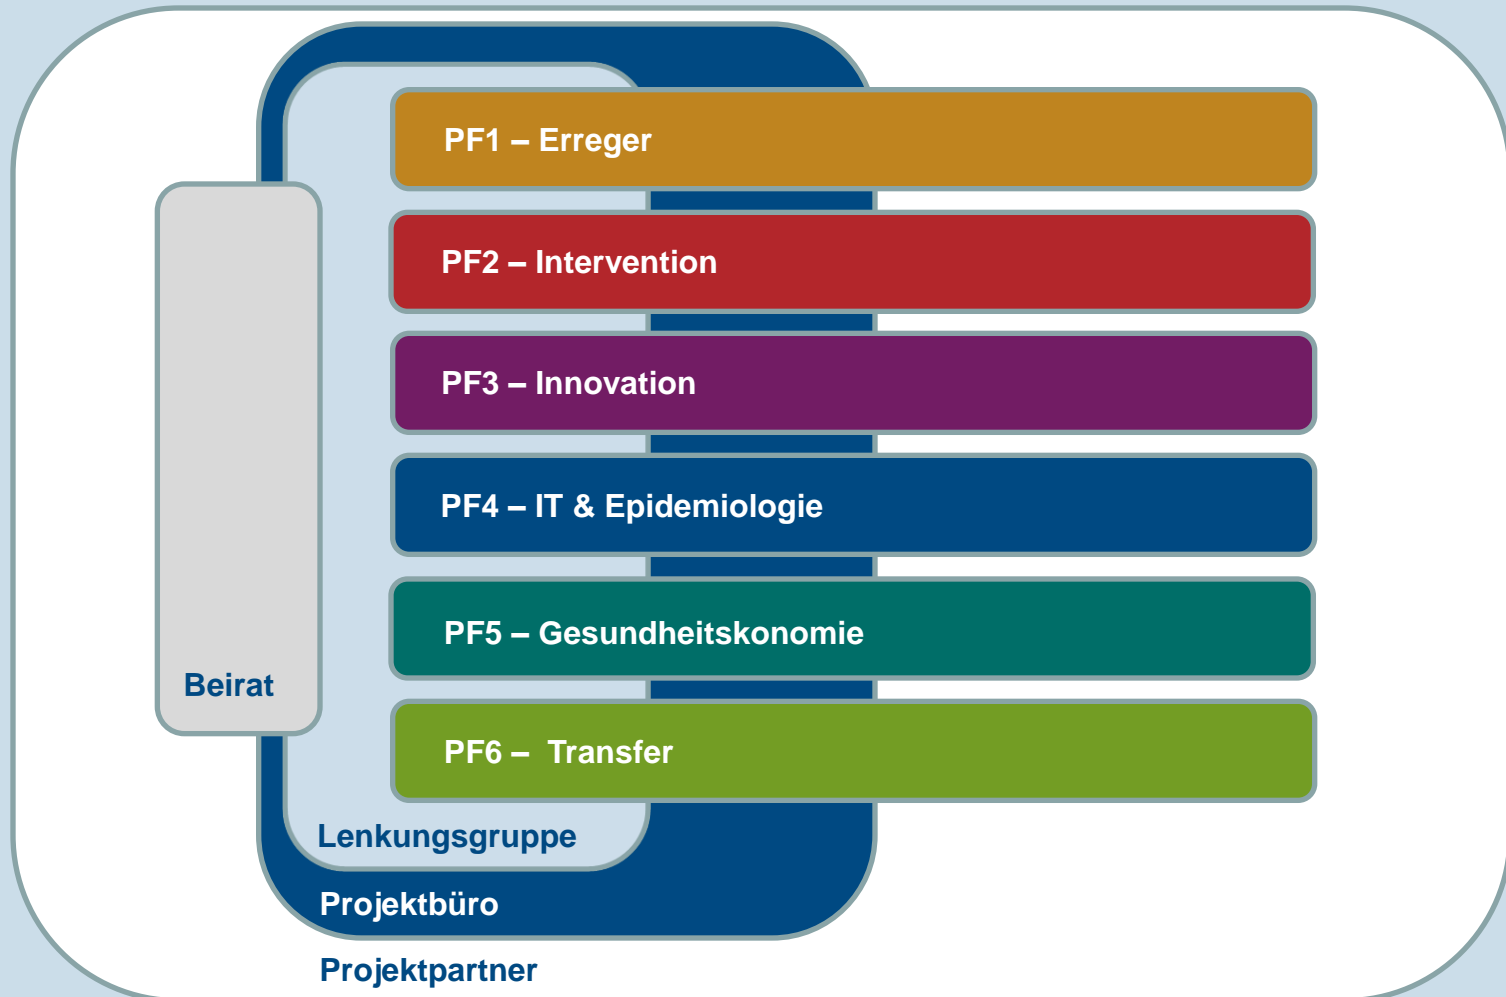 PF1 – Erreger
PF2 – Intervention
PF3 – Innovation
PF4 – IT & Epidemiologie
PF5 – Gesundheitskonomie
Beirat
PF6 –  Transfer
Lenkungsgruppe
Projektbüro
Projektpartner